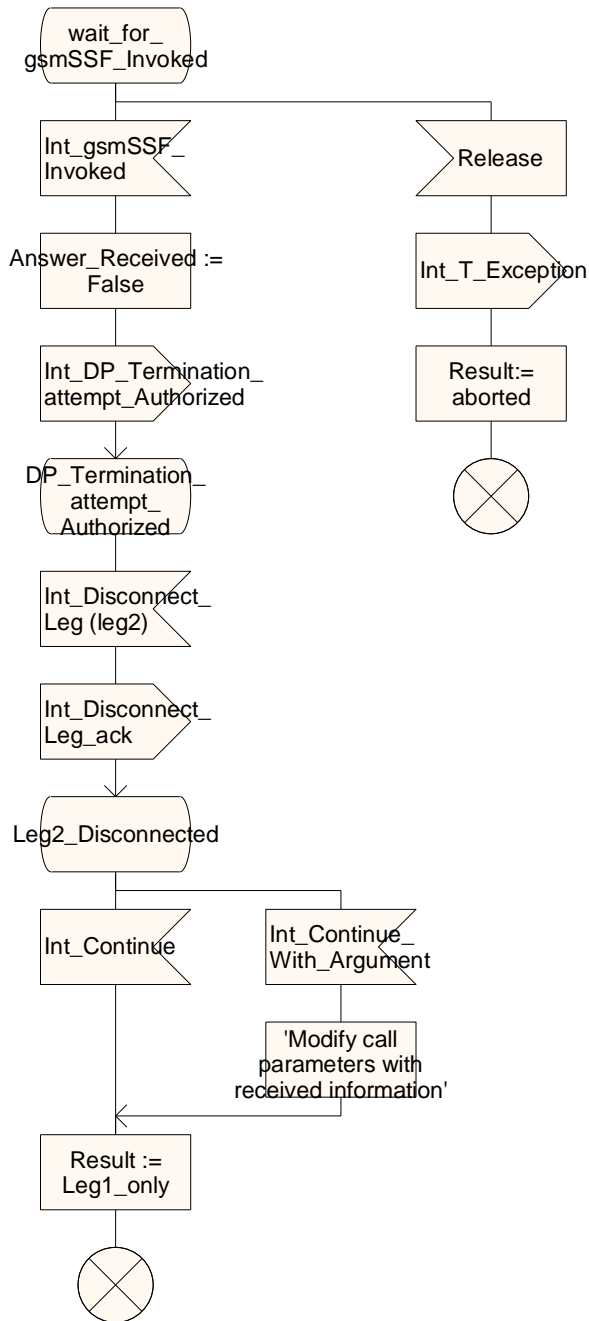 wait_for_
gsmSSF_Invoked
Int_gsmSSF_
Invoked
Release
Answer_Received :=
False
Int_T_Exception
Int_DP_Termination_
attempt_Authorized
Result:=
aborted
DP_Termination_
attempt_
Authorized
Int_Disconnect_
Leg (leg2)
Int_Disconnect_
Leg_ack
Leg2_Disconnected
Int_Continue
Int_Continue_
With_Argument
'Modify call
parameters with
received information'
Result :=
Leg1_only